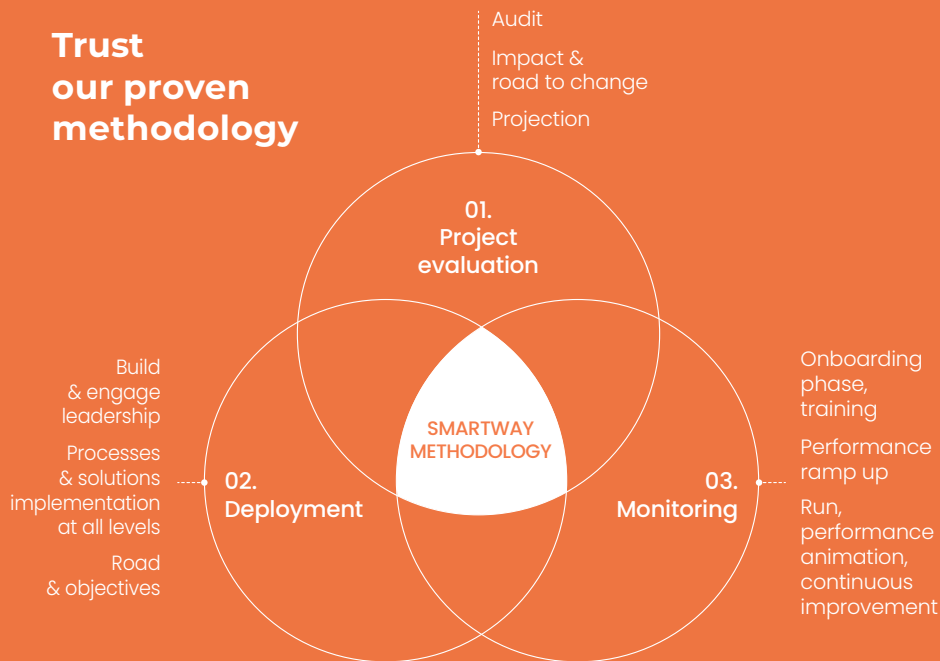 Trust
our proven
methodology
Audit
Impact &
road to change
Projection
01.
Project
evaluation
Build
& engage
leadership
Processes
& solutions
implementation
at all levels
Road
& objectives
02.
Deployment
SMARTWAY
METHODOLOGY
03.
Monitoring
Onboarding
phase,
training
Performance
ramp up
Run,
performance
animation,
continuous
improvement